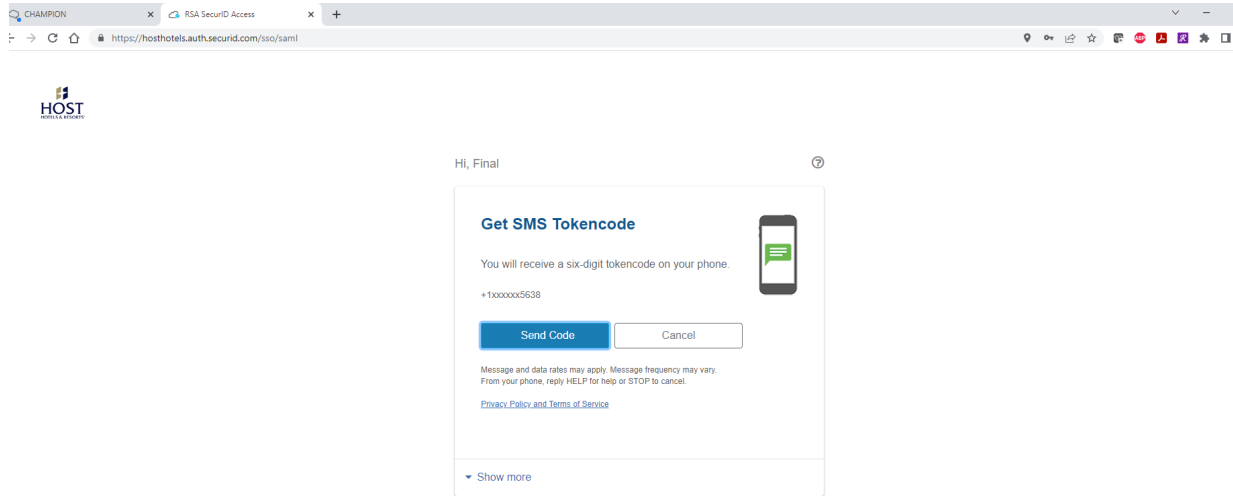 CHAMPION
RSA SecurID Access
https://hosthotels.auth.securid.com/sso/saml
ABP
HOST
HOTELS & RESORTS®
Hi, Final
Get SMS Tokencode
You will receive a six-digit tokencode on your phone.
+1xxxxxx5638
Send Code
Cancel
Message and data rates may apply. Message frequency may vary.
From your phone, reply HELP for help or STOP to cancel.
Privacy Policy and Terms of Service
Show more